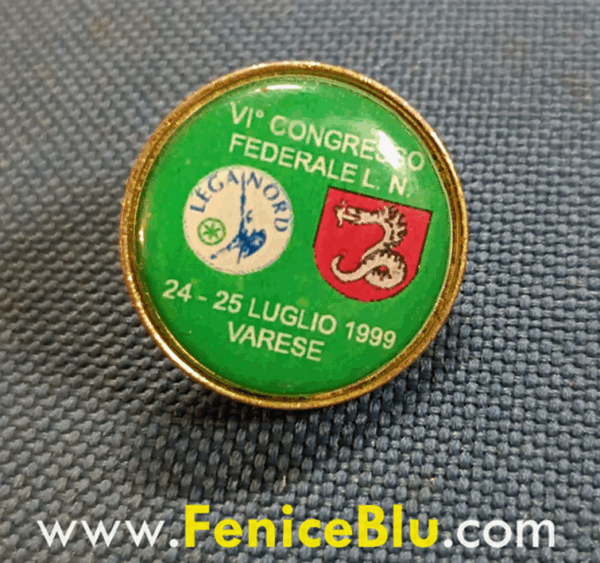 VI° CONGRESSO
FEDERALE L. N.
LEGA NORD
24 - 25 LUGLIO 1999
VARESE
www.FeniceBlu.com